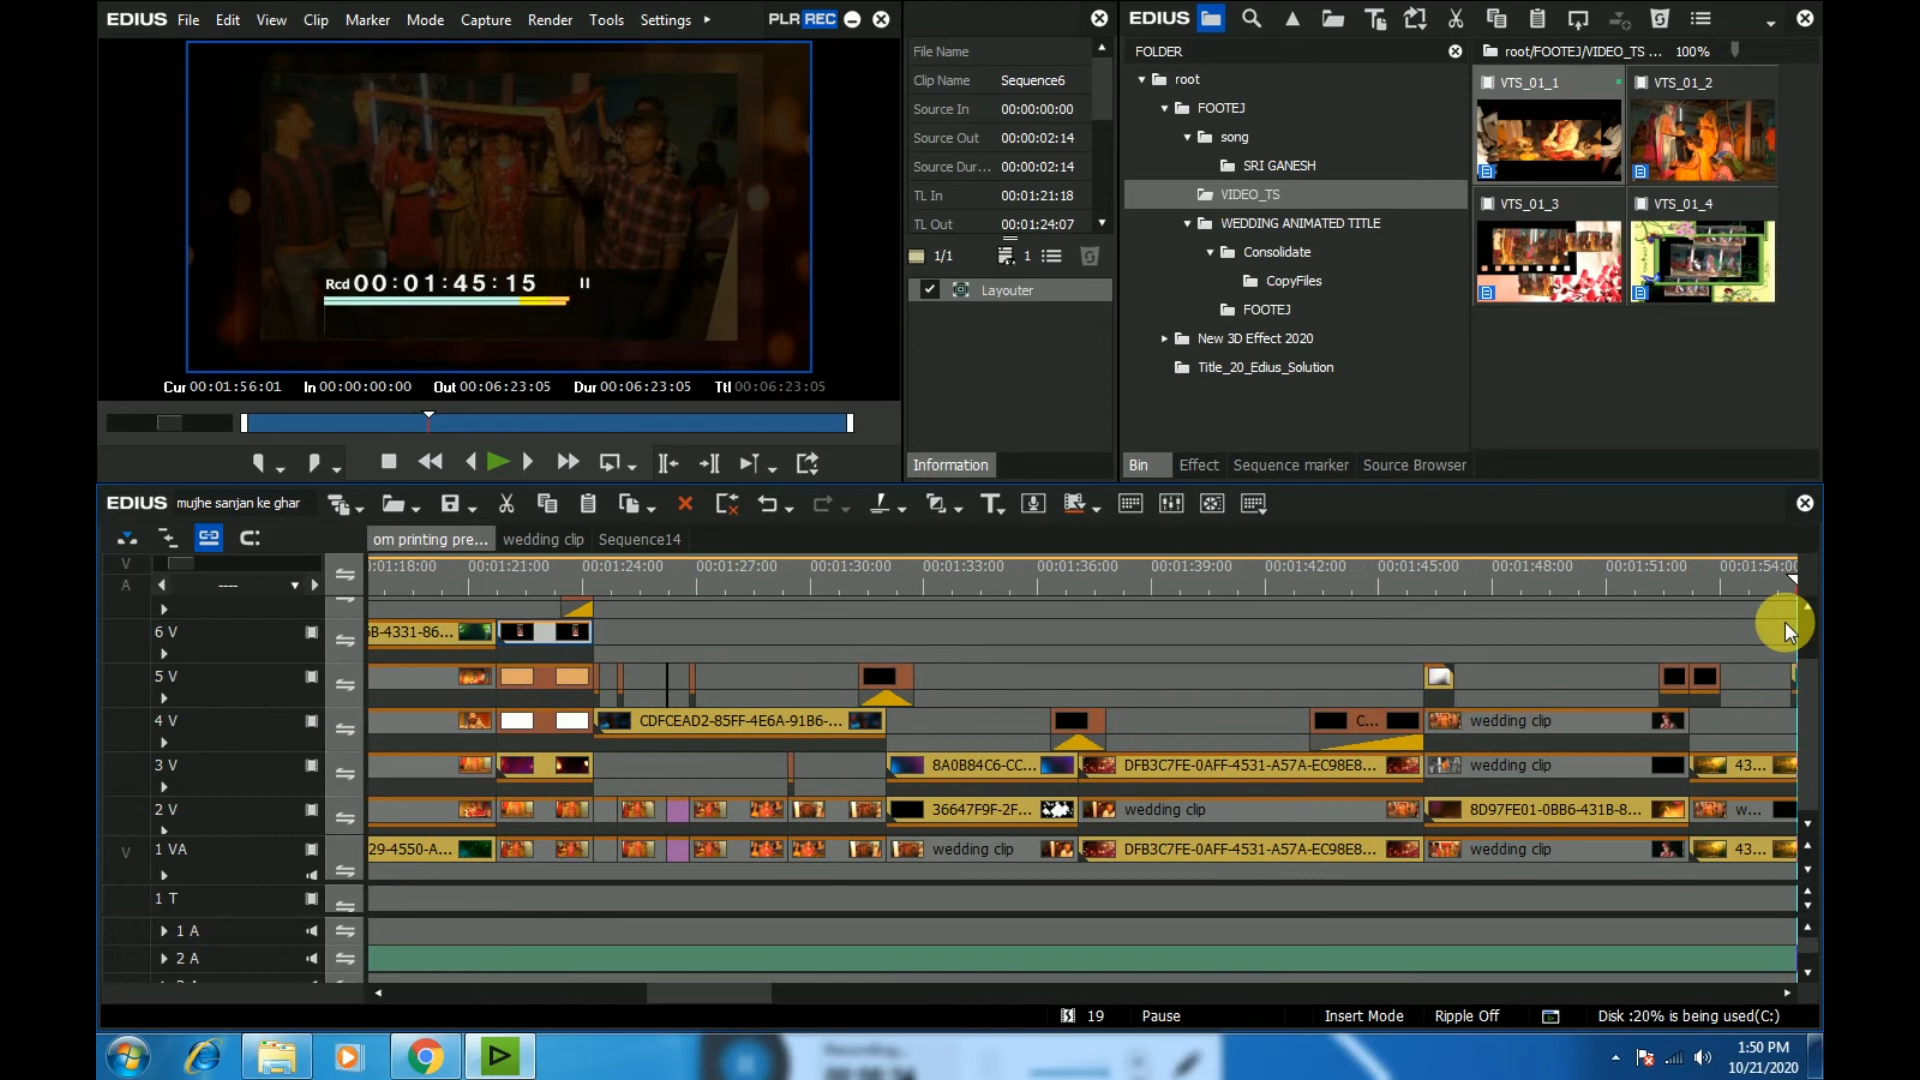 EDIUS File Edit View Clip Marker Mode Capture Render Tools Settings PLR REC
Rcd 00:01:45:15
Cur 00:01:56:01 In 00:00:00:00 Out 00:06:23:05 Dur 00:06:23:05 Ttl 00:06:23:05
File Name
Clip Name Sequence6
Source In 00:00:00:00
Source Out 00:00:02:14
Source Dur... 00:00:02:14
TL In 00:01:21:18
TL Out 00:01:24:07
1/1 1
Layouter
Information
EDIUS
FOLDER
root/FOOTEJ/VIDEO_TS ... 100%
root
FOOTEJ
song
SRI GANESH
VIDEO_TS
WEDDING ANIMATED TITLE
Consolidate
CopyFiles
FOOTEJ
New 3D Effect 2020
Title_20_Edius_Solution
VTS_01_1 VTS_01_2
VTS_01_3 VTS_01_4
Bin Effect Sequence marker Source Browser
EDIUS mujhe sanjan ke ghar
om printing pre... wedding clip Sequence14
V
A ----
00:01:21:00 00:01:24:00 00:01:27:00 00:01:30:00 00:01:33:00 00:01:36:00 00:01:39:00 00:01:42:00 00:01:45:00 00:01:48:00 00:01:51:00
6 V
5 V
4 V CDFCEAD2-85FF-4E6A-91B6-... C... wedding clip
3 V 8A0B84C6-CC... DFB3C7FE-0AFF-4531-A57A-EC98E8... wedding clip 43...
2 V 36647F9F-2F... wedding clip 8D97FE01-0BB6-431B-8... w...
V 1 VA 29-4550-A... wedding clip DFB3C7FE-0AFF-4531-A57A-EC98E8... wedding clip 43...
1 T
1 A
2 A
19 Pause Insert Mode Ripple Off Disk :20% is being used(C:)
1:50 PM
10/21/2020